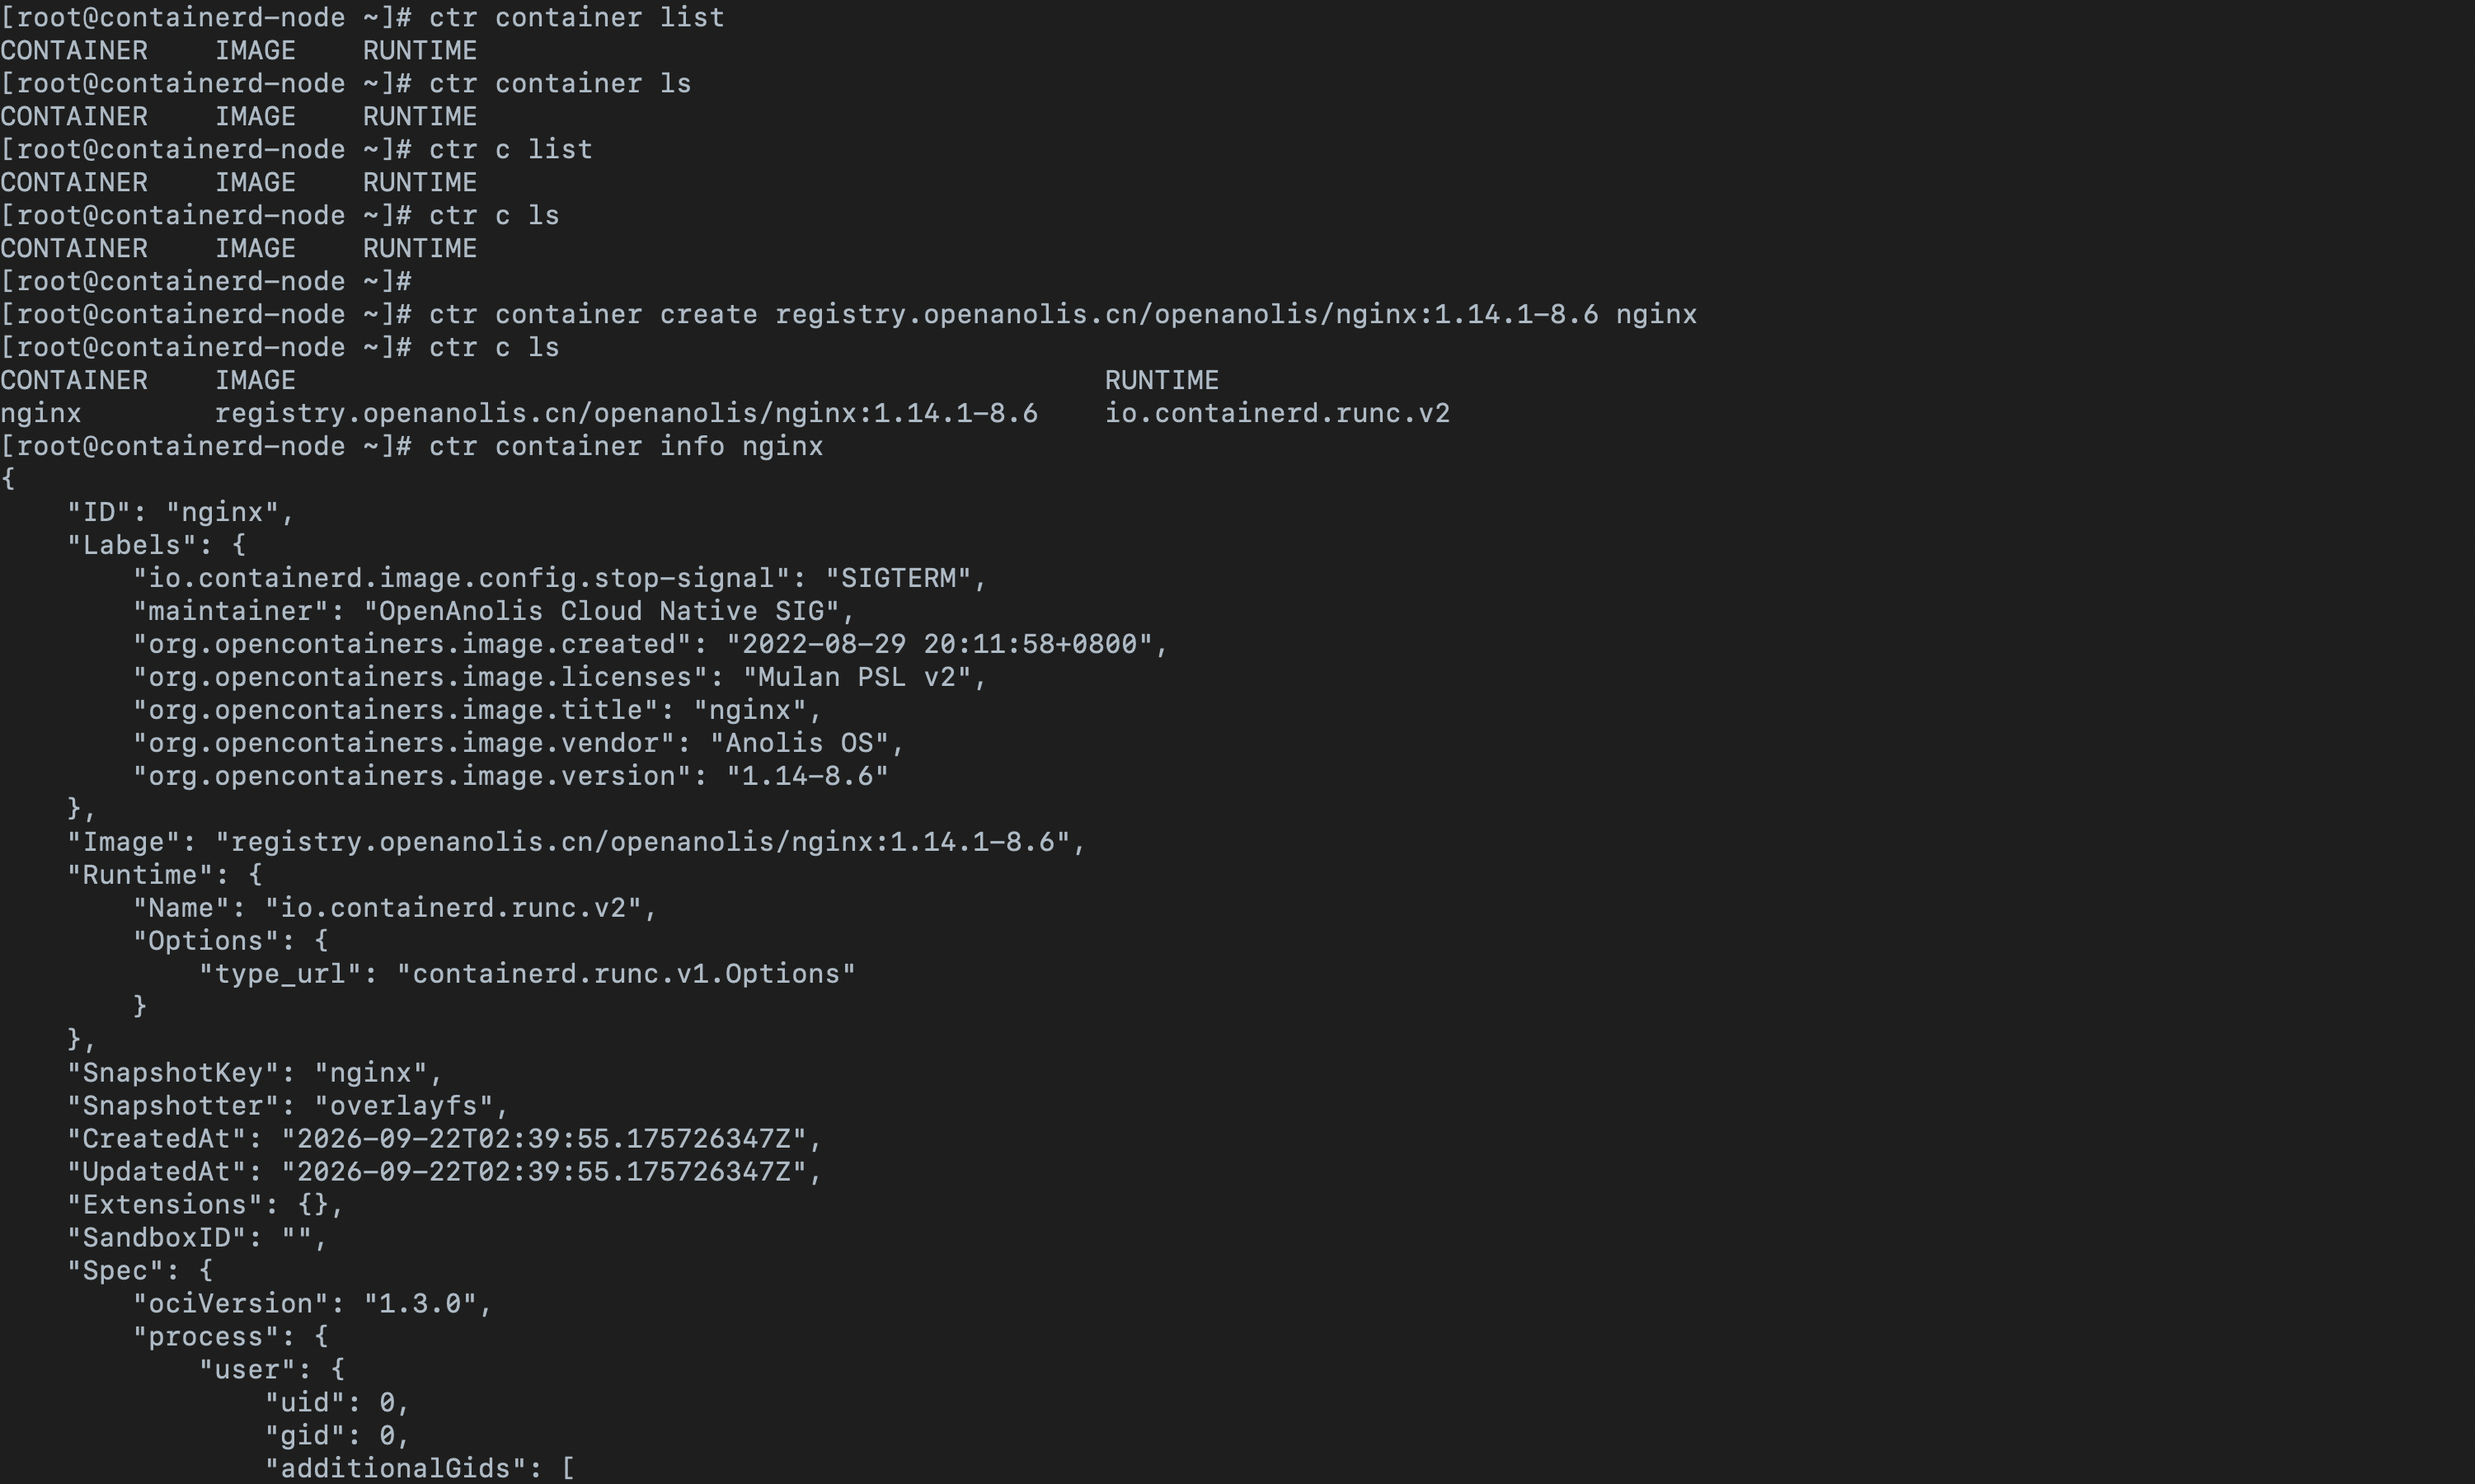 [root@containerd-node ~]# ctr container list
CONTAINER    IMAGE    RUNTIME
[root@containerd-node ~]# ctr container ls
CONTAINER    IMAGE    RUNTIME
[root@containerd-node ~]# ctr c list
CONTAINER    IMAGE    RUNTIME
[root@containerd-node ~]# ctr c ls
CONTAINER    IMAGE    RUNTIME
[root@containerd-node ~]#
[root@containerd-node ~]# ctr container create registry.openanolis.cn/openanolis/nginx:1.14.1-8.6 nginx
[root@containerd-node ~]# ctr c ls
CONTAINER    IMAGE                                                 RUNTIME
nginx        registry.openanolis.cn/openanolis/nginx:1.14.1-8.6    io.containerd.runc.v2
[root@containerd-node ~]# ctr container info nginx
{
    "ID": "nginx",
    "Labels": {
        "io.containerd.image.config.stop-signal": "SIGTERM",
        "maintainer": "OpenAnolis Cloud Native SIG",
        "org.opencontainers.image.created": "2022-08-29 20:11:58+0800",
        "org.opencontainers.image.licenses": "Mulan PSL v2",
        "org.opencontainers.image.title": "nginx",
        "org.opencontainers.image.vendor": "Anolis OS",
        "org.opencontainers.image.version": "1.14-8.6"
    },
    "Image": "registry.openanolis.cn/openanolis/nginx:1.14.1-8.6",
    "Runtime": {
        "Name": "io.containerd.runc.v2",
        "Options": {
            "type_url": "containerd.runc.v1.Options"
        }
    },
    "SnapshotKey": "nginx",
    "Snapshotter": "overlayfs",
    "CreatedAt": "2026-09-22T02:39:55.175726347Z",
    "UpdatedAt": "2026-09-22T02:39:55.175726347Z",
    "Extensions": {},
    "SandboxID": "",
    "Spec": {
        "ociVersion": "1.3.0",
        "process": {
            "user": {
                "uid": 0,
                "gid": 0,
                "additionalGids": [